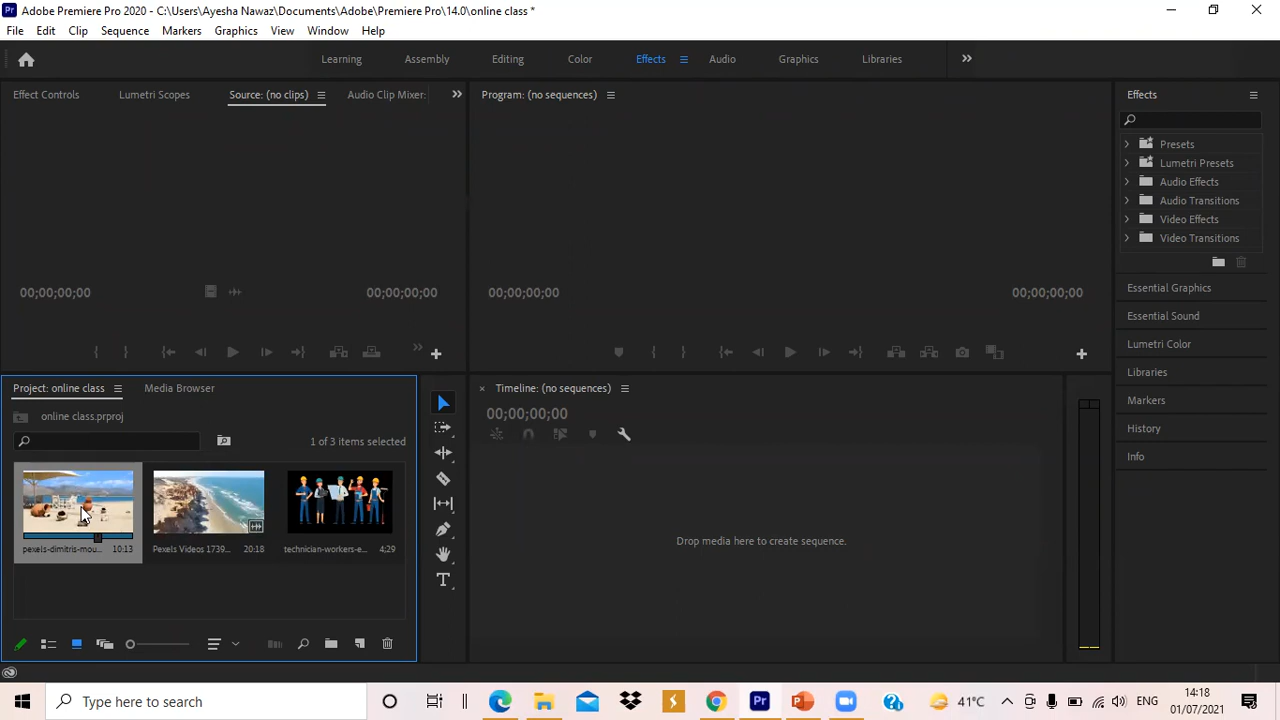 Adobe Premiere Pro 2020 - C:\Users\Ayesha Nawaz\Documents\Adobe\Premiere Pro\14.0\online class *
File Edit Clip Sequence Markers Graphics View Window Help
Learning Assembly Editing Color Effects Audio Graphics Libraries
Effect Controls Lumetri Scopes Source: (no clips) Audio Clip Mixer:
Program: (no sequences)
Effects
Presets
Lumetri Presets
Audio Effects
Audio Transitions
Video Effects
Video Transitions
00;00;00;00 00;00;00;00 00;00;00;00 00;00;00;00
Essential Graphics
Essential Sound
Lumetri Color
Libraries
Markers
History
Info
Project: online class Media Browser
online class.prproj
1 of 3 items selected
pexels-dimitris-mou... 10:13 Pexels Videos 1739... 20:18 technician-workers-e... 4;29
Timeline: (no sequences)
00;00;00;00
Drop media here to create sequence.
Type here to search
41°C ENG 14:18
01/07/2021